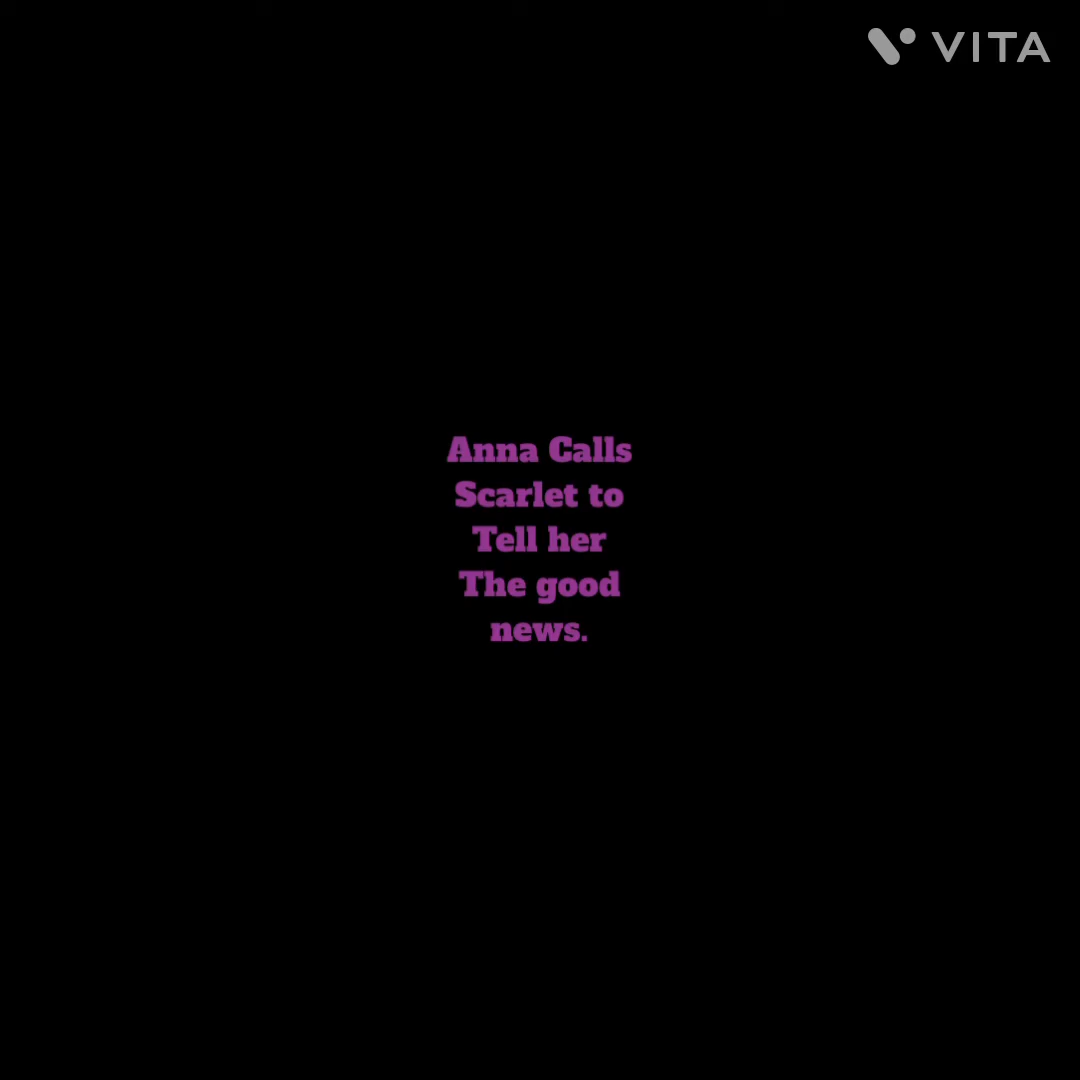 VITA
Anna Calls
Scarlet to
Tell her
The good
news.